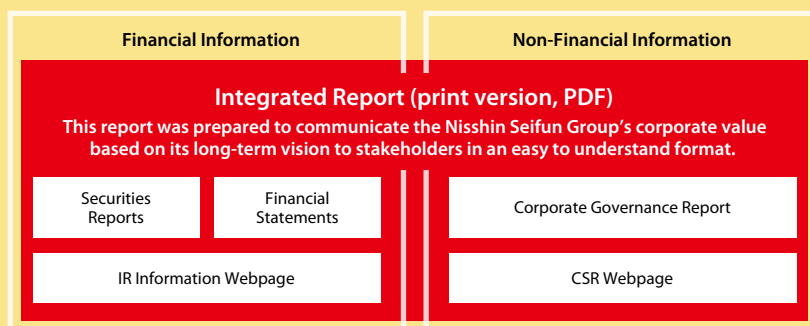 Financial Information
Non-Financial Information
Integrated Report (print version, PDF)
This report was prepared to communicate the Nisshin Seifun Group's corporate value
based on its long-term vision to stakeholders in an easy to understand format.
Securities
Reports
Financial
Statements
Corporate Governance Report
IR Information Webpage
CSR Webpage